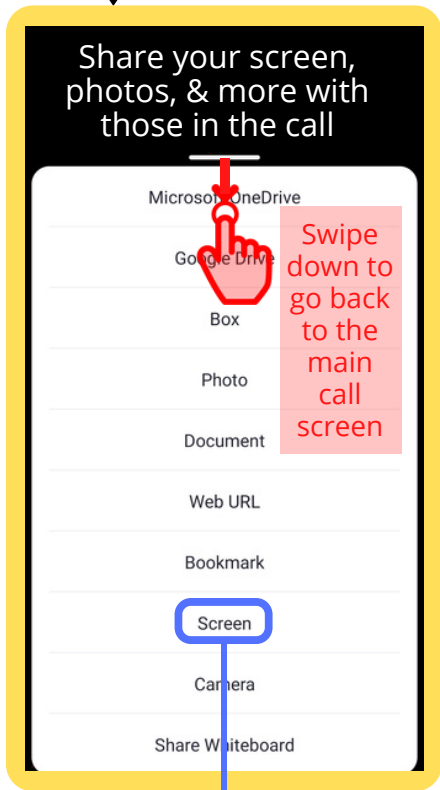 Share your screen,
photos, & more with
those in the call
Microsoft OneDrive
Google Drive
Swipe
down to
go back
to the
main
call
screen
Box
Photo
Document
Web URL
Bookmark
Screen
Camera
Share Whiteboard